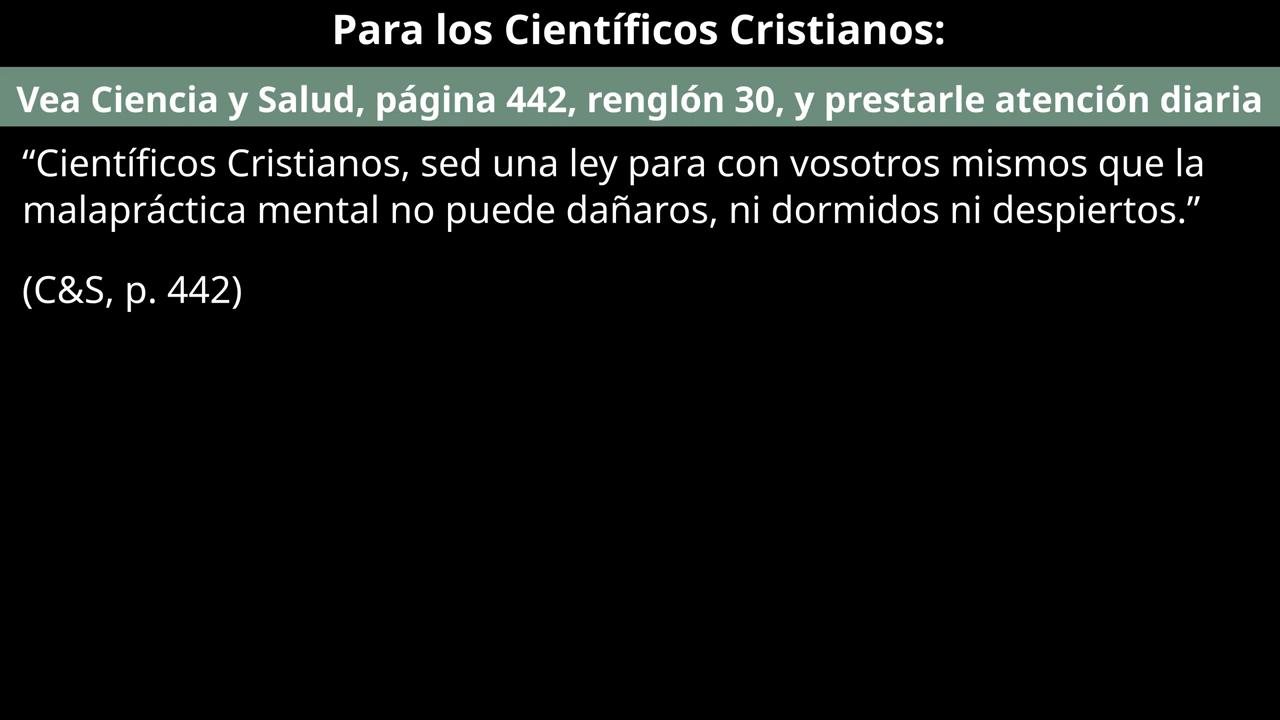 Para los Científicos Cristianos:
Vea Ciencia y Salud, página 442, renglón 30, y prestarle atención diaria
“Científicos Cristianos, sed una ley para con vosotros mismos que la
malapráctica mental no puede dañaros, ni dormidos ni despiertos.”
(C&S, p. 442)